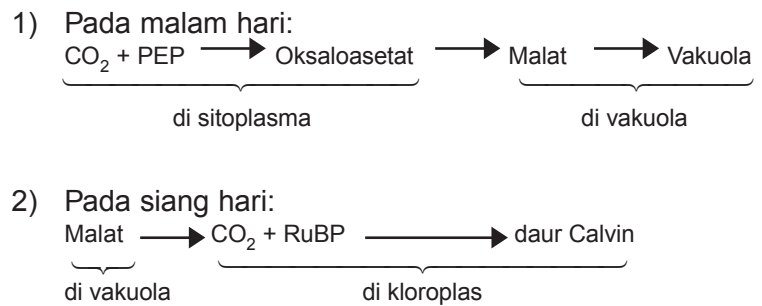 1) Pada malam hari:
CO₂ + PEP → Oksaloasetat → Malat → Vakuola
di sitoplasma di vakuola
2) Pada siang hari:
Malat → CO₂ + RuBP → daur Calvin
di vakuola di kloroplas